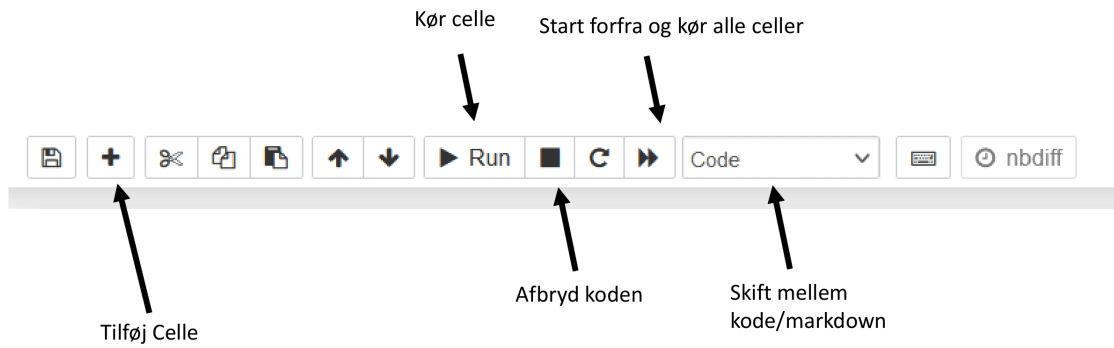 Kør celle
Start forfra og kør alle celler
Run
Code
nbdiff
Afbryd koden
Skift mellem
kode/markdown
Tilføj Celle